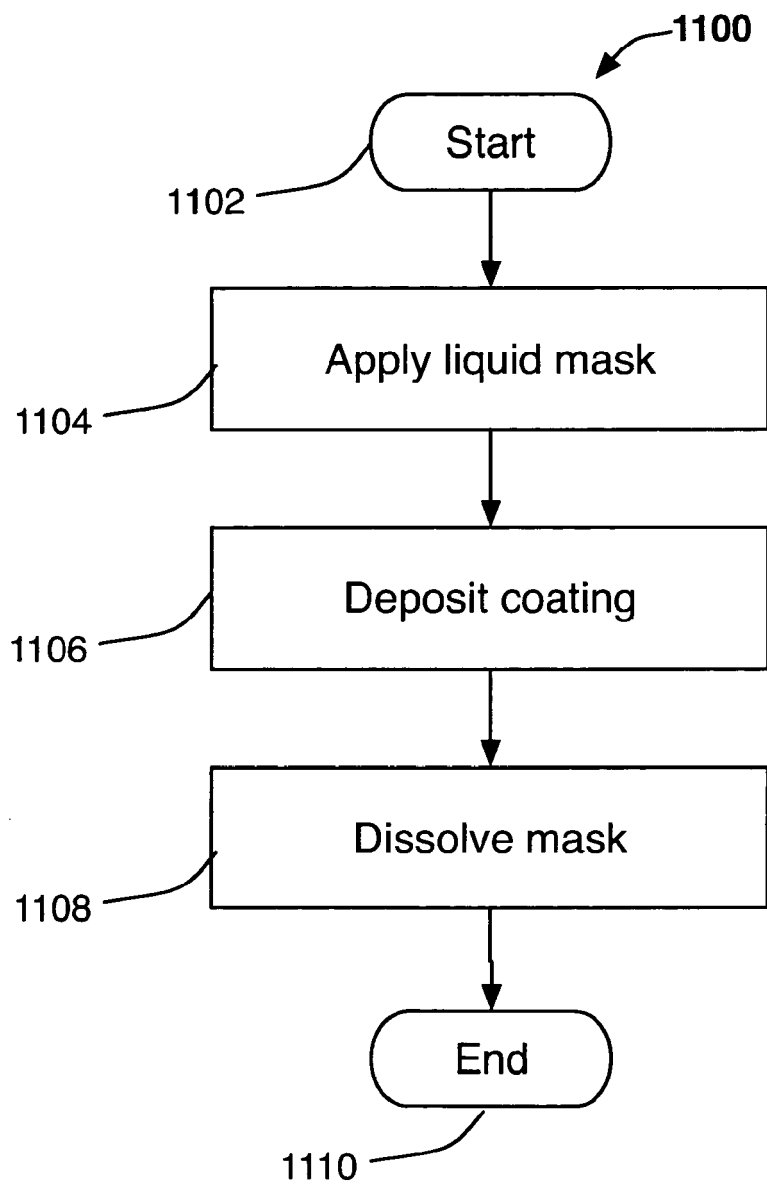 1100
Start
1102
Apply liquid mask
1104
Deposit coating
1106
Dissolve mask
1108
End
1110